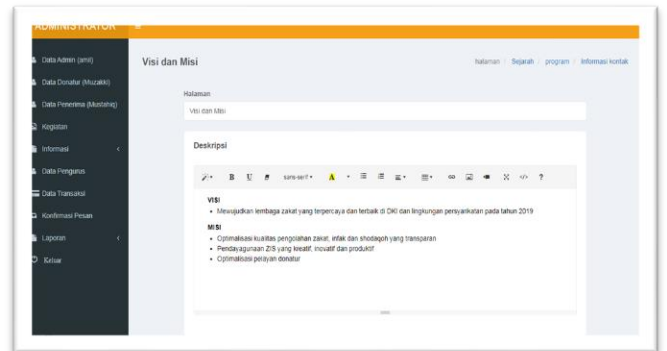 ADMINISTRATOR
Data Admin (amil)
Data Donatur (Muzakki)
Data Penerima (Mustahiq)
Kegiatan
Informasi
Data Pengurus
Data Transaksi
Konfirmasi Pesan
Laporan
Keluar
Visi dan Misi
halaman / Sejarah / program / Informasi kontak
Halaman
Visi dan Misi
Deskripsi
B U sans-serif A </> ?
VISI
• Mewujudkan lembaga zakat yang terpercaya dan terbaik di DKI dan lingkungan persyarikatan pada tahun 2019
MISI
• Optimalisasi kualitas pengolahan zakat, infak dan shodaqoh yang transparan
• Pendayagunaan ZIS yang kreatif, inovatif dan produktif
• Optimalisasi pelayan donatur